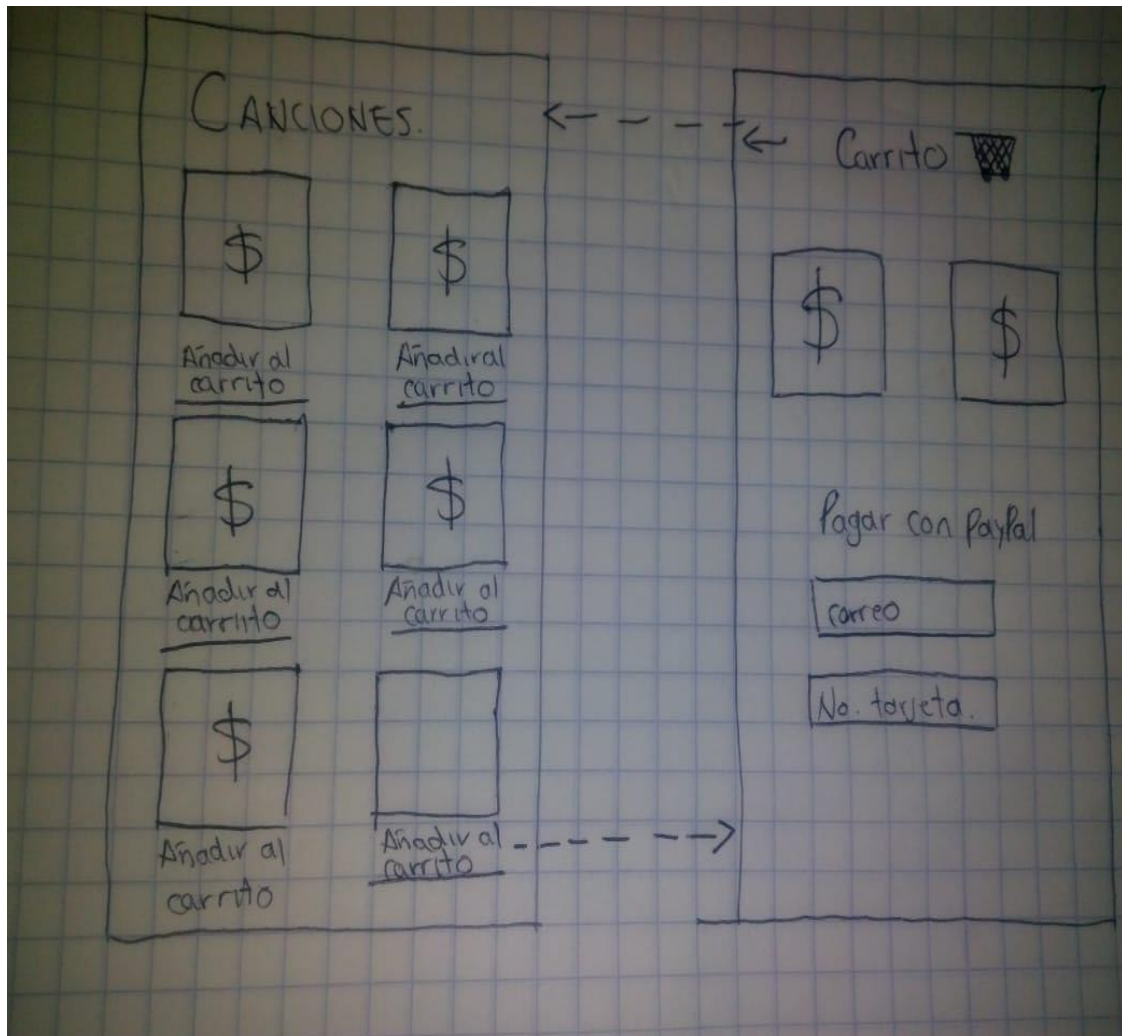 CANCIONES.
$ $
Añadir al
carrito
Añadir al
carrito
$ $
Añadir al
carriito
Añadir al
carrito
$
Añadir al
carrito
Añadir al
carrito
Carrito
$ $
Pagar con PayPal
correo
No. tarjeta.